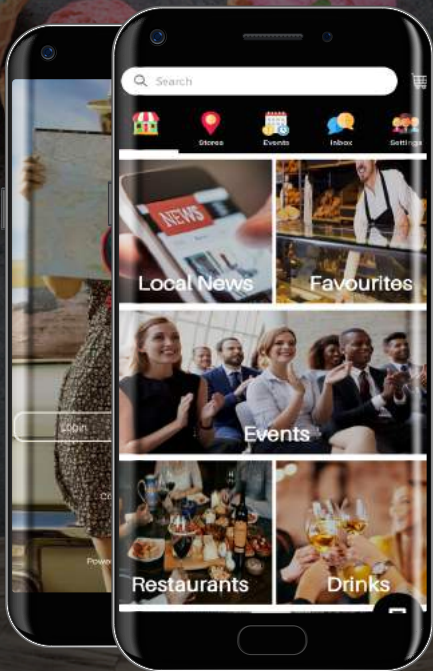 Search
Stores
Events
Inbox
Settings
NEWS
Local News
Favourites
Events
Restaurants
Drinks
Login